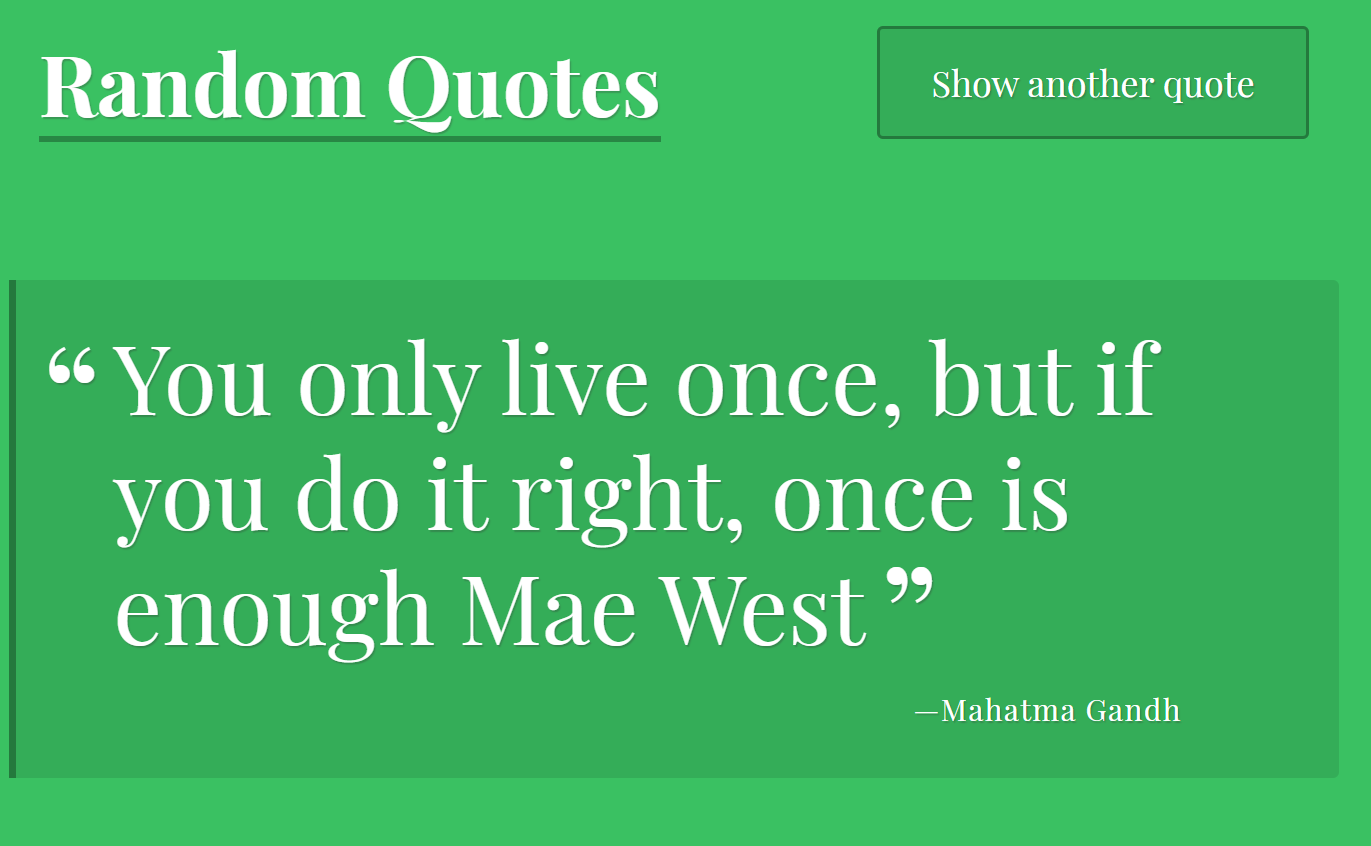 Random Quotes
Show another quote
“ You only live once, but if
you do it right, once is
enough Mae West ”
—Mahatma Gandh